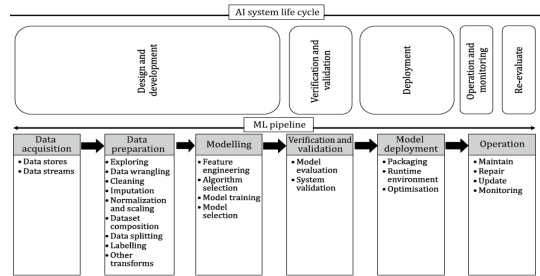 AI system life cycle
Design and
development
Verification and
validation
Deployment
Operation and
monitoring
Re-evaluate
ML pipeline
Data
acquisition
• Data stores
• Data streams
Data
preparation
• Exploring
• Data wrangling
• Cleaning
• Imputation
• Normalization
and scaling
• Dataset
composition
• Data splitting
• Labelling
• Other
transforms
Modelling
• Feature
engineering
• Algorithm
selection
• Model training
• Model
selection
Verification and
validation
• Model
evaluation
• System
validation
Model
deployment
• Packaging
• Runtime
environment
• Optimisation
Operation
• Maintain
• Repair
• Update
• Monitoring